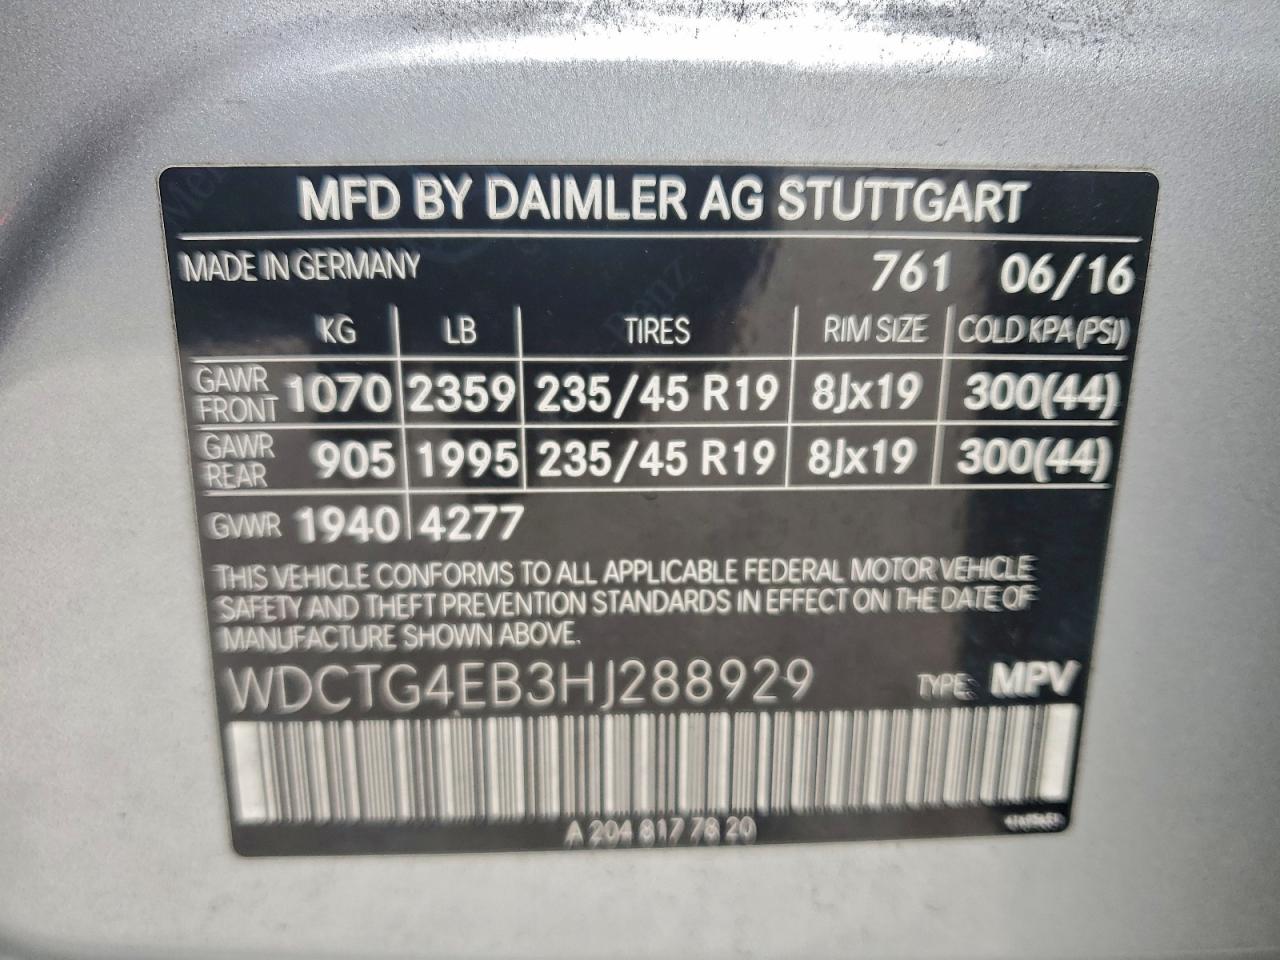 MFD BY DAIMLER AG STUTTGART
MADE IN GERMANY 761 06/16
KG LB TIRES RIM SIZE COLD KPA (PSI)
GAWR FRONT 1070 2359 235/45 R19 8Jx19 300(44)
GAWR REAR 905 1995 235/45 R19 8Jx19 300(44)
GVWR 1940 4277
THIS VEHICLE CONFORMS TO ALL APPLICABLE FEDERAL MOTOR VEHICLE
SAFETY AND THEFT PREVENTION STANDARDS IN EFFECT ON THE DATE OF
MANUFACTURE SHOWN ABOVE.
WDCTG4EB3HJ288929 TYPE: MPV
A 204 817 78 20